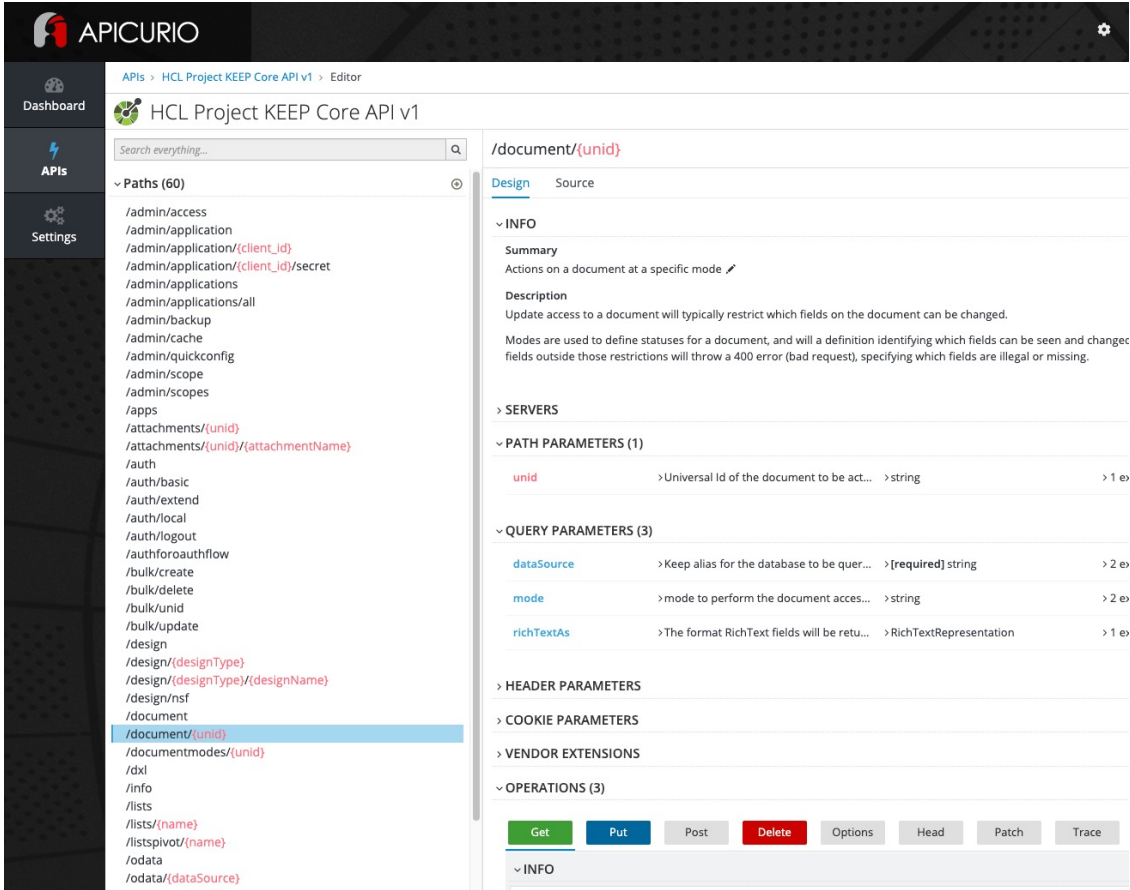 APICURIO
Dashboard
APIs
Settings
APIs > HCL Project KEEP Core API v1 > Editor
HCL Project KEEP Core API v1
Search everything...
Paths (60)
/admin/access
/admin/application
/admin/application/{client_id}
/admin/application/{client_id}/secret
/admin/applications
/admin/applications/all
/admin/backup
/admin/cache
/admin/quickconfig
/admin/scope
/admin/scopes
/apps
/attachments/{unid}
/attachments/{unid}/{attachmentName}
/auth
/auth/basic
/auth/extend
/auth/local
/auth/logout
/authforoauthflow
/bulk/create
/bulk/delete
/bulk/unid
/bulk/update
/design
/design/{designType}
/design/{designType}/{designName}
/design/nsf
/document
/document/{unid}
/documentmodes/{unid}
/dxl
/info
/lists
/lists/{name}
/listspivot/{name}
/odata
/odata/{dataSource}
/document/{unid}
Design Source
INFO
Summary
Actions on a document at a specific mode
Description
Update access to a document will typically restrict which fields on the document can be changed.
Modes are used to define statuses for a document, and will a definition identifying which fields can be seen and changed
fields outside those restrictions will throw a 400 error (bad request), specifying which fields are illegal or missing.
> SERVERS
PATH PARAMETERS (1)
unid >Universal Id of the document to be act... >string >1 ex
QUERY PARAMETERS (3)
dataSource >Keep alias for the database to be quer... >[required] string >2 ex
mode >mode to perform the document acces... >string >2 ex
richTextAs >The format RichText fields will be retu... >RichTextRepresentation >1 ex
> HEADER PARAMETERS
> COOKIE PARAMETERS
> VENDOR EXTENSIONS
OPERATIONS (3)
Get Put Post Delete Options Head Patch Trace
INFO